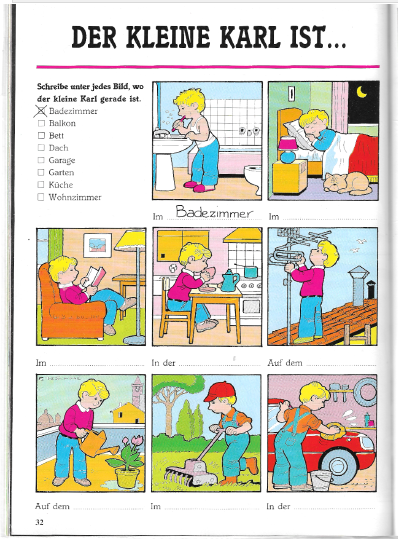 DER KLEINE KARL IST...
Schreibe unter jedes Bild, wo
der kleine Karl gerade ist.
Badezimmer
Balkon
Bett
Dach
Garage
Garten
Küche
Wohnzimmer
Im Badezimmer
Im
Im
In der
Auf dem
Auf dem
Im
In der
32